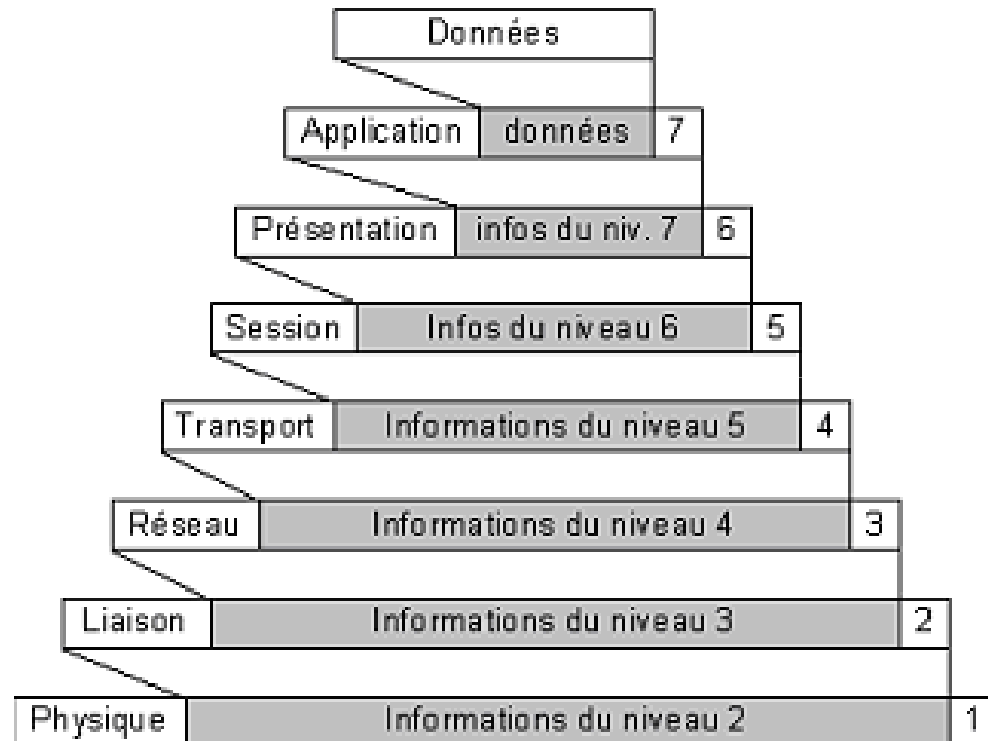 Données
Application données 7
Présentation infos du niv. 7 6
Session Infos du niveau 6 5
Transport Informations du niveau 5 4
Réseau Informations du niveau 4 3
Liaison Informations du niveau 3 2
Physique Informations du niveau 2 1